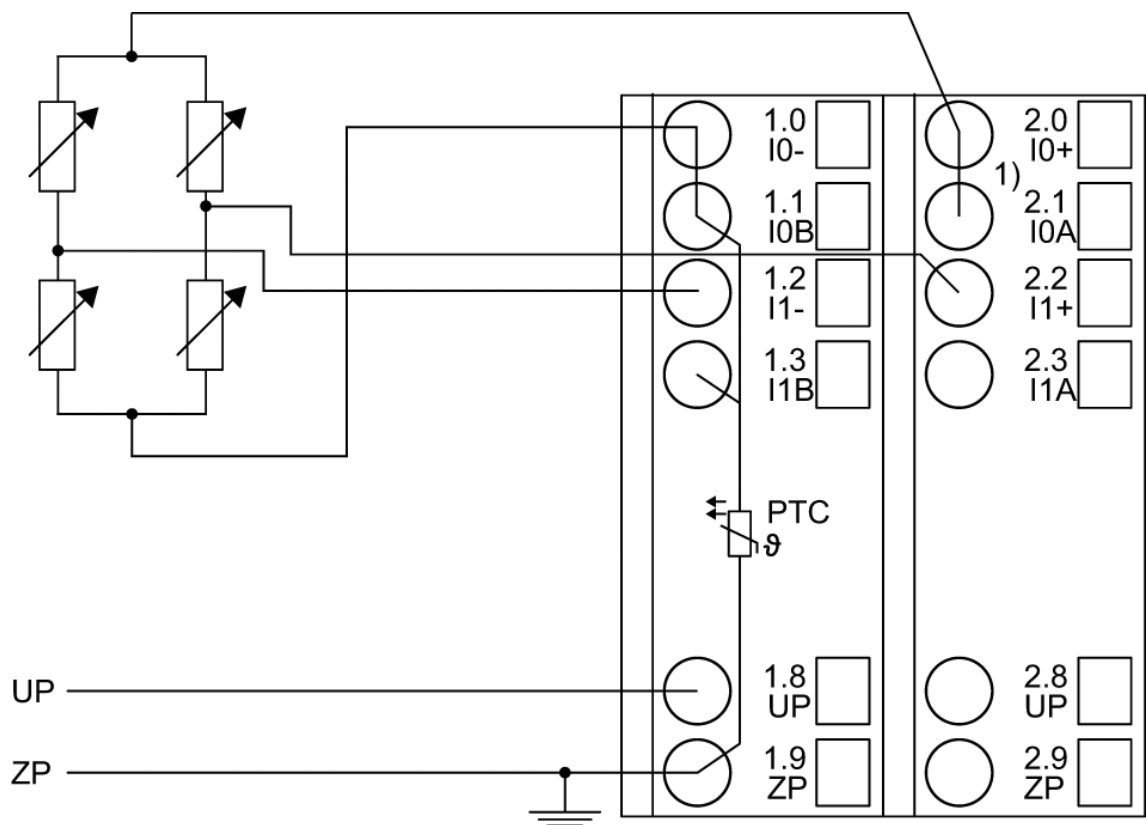 1.0
I0-
2.0
I0+
1)
1.1
I0B
2.1
I0A
1.2
I1-
2.2
I1+
1.3
I1B
2.3
I1A
PTC
ϑ
UP
1.8
UP
2.8
UP
ZP
1.9
ZP
2.9
ZP